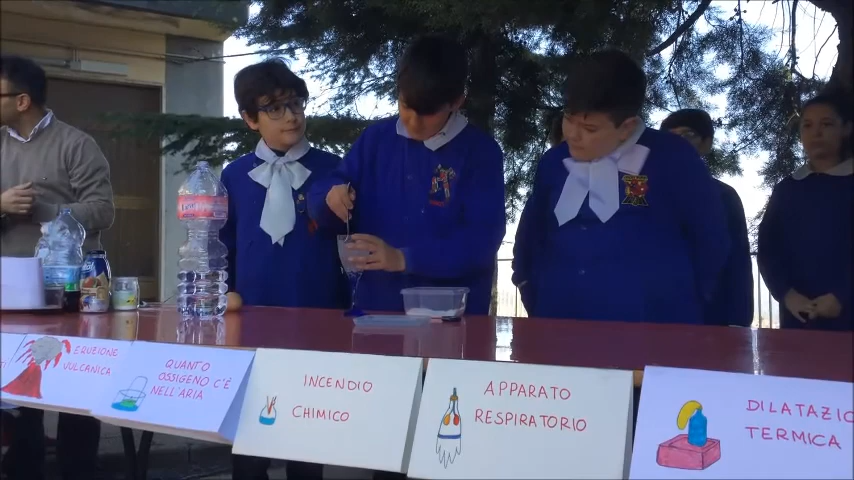 ERUZIONE
VULCANICA
QUANTO
OSSIGENO C'È
NELL'ARIA
INCENDIO
CHIMICO
APPARATO
RESPIRATORIO
DILATAZIO
TERMICA